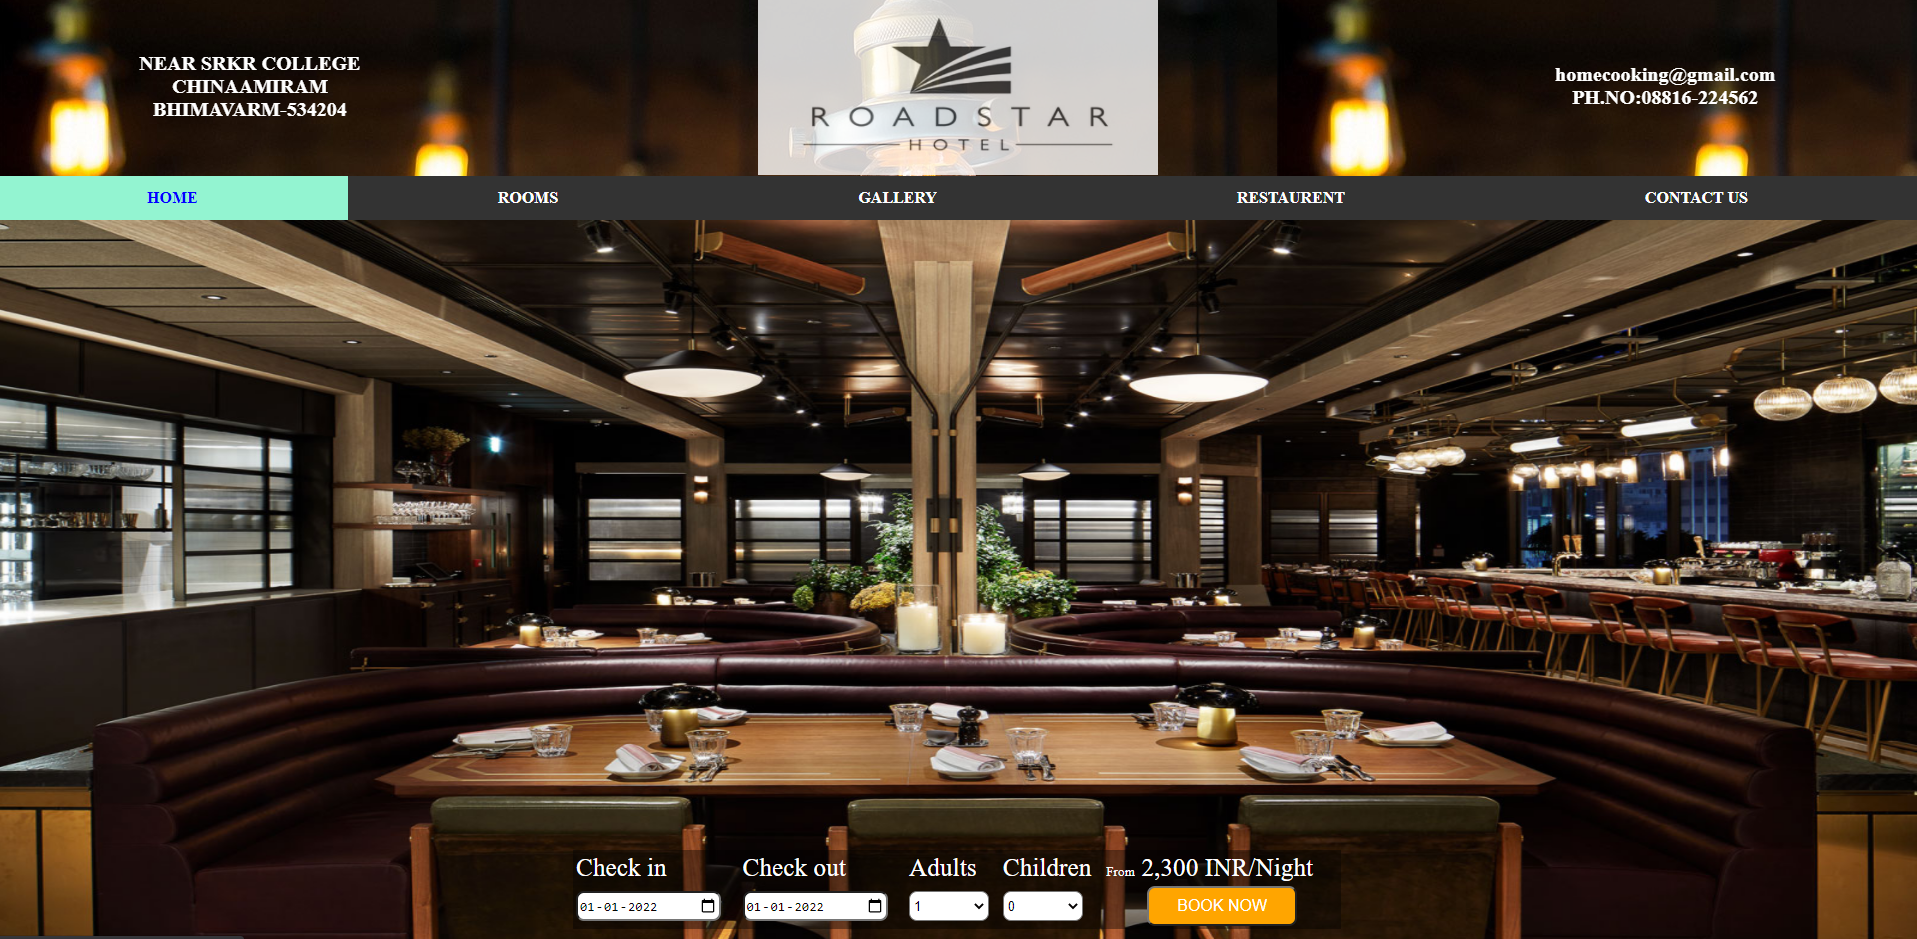 NEAR SRKR COLLEGE
CHINAAMIRAM
BHIMAVARM-534204
ROADSTAR
HOTEL
homecooking@gmail.com
PH.NO:08816-224562
HOME
ROOMS
GALLERY
RESTAURENT
CONTACT US
Check in
Check out
Adults
Children
From 2,300 INR/Night
01-01-2022
01-01-2022
1
0
BOOK NOW